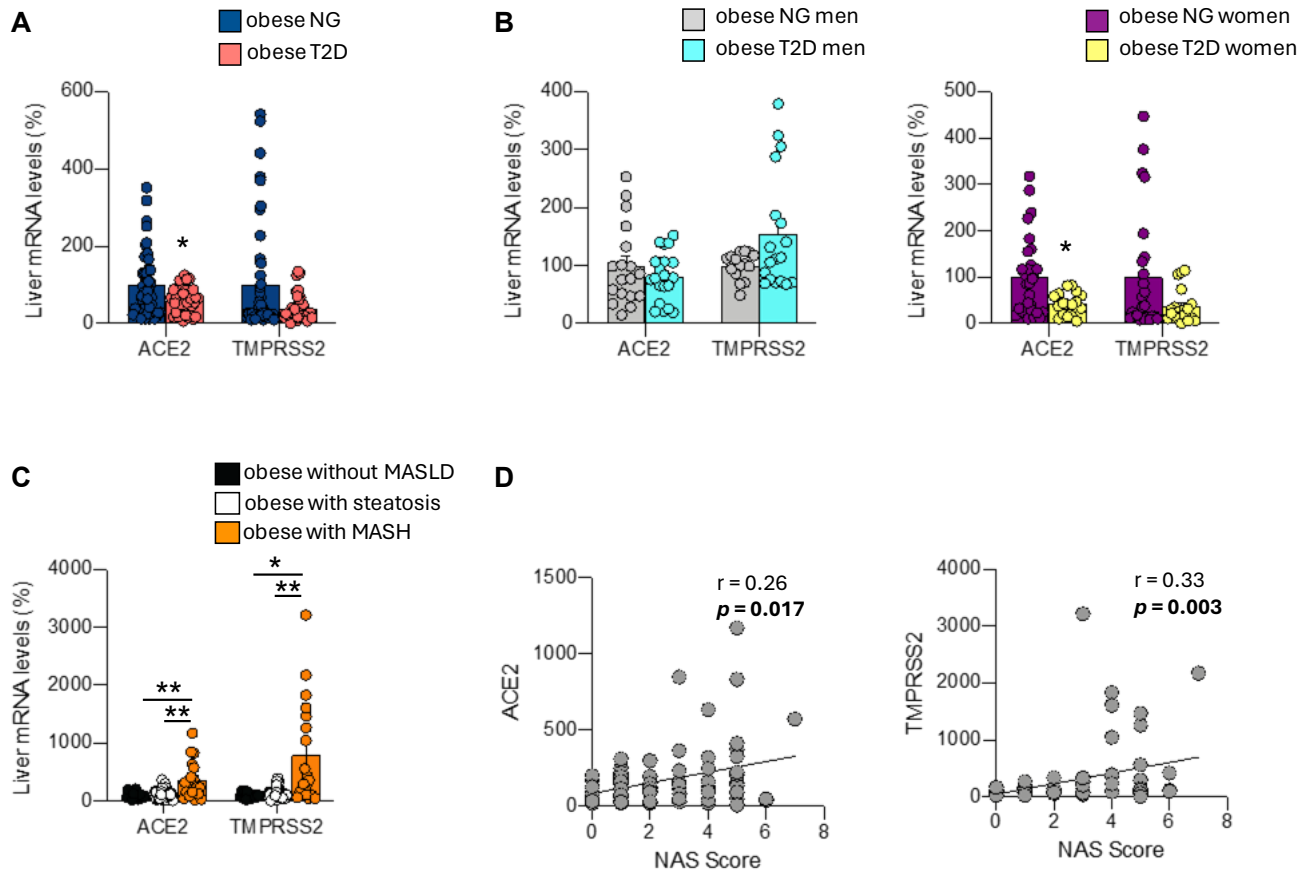 A
obese NG
obese T2D
Liver mRNA levels (%)
600
400
200
0
*
ACE2
TMPRSS2
B
obese NG men
obese T2D men
Liver mRNA levels (%)
400
300
200
100
0
ACE2
TMPRSS2
obese NG women
obese T2D women
Liver mRNA levels (%)
500
400
300
200
100
0
*
ACE2
TMPRSS2
C
obese without MASLD
obese with steatosis
obese with MASH
Liver mRNA levels (%)
4000
3000
2000
1000
0
**
**
*
**
ACE2
TMPRSS2
D
ACE2
1500
1000
500
0
r = 0.26
p = 0.017
0 2 4 6 8
NAS Score
TMPRSS2
4000
3000
2000
1000
0
r = 0.33
p = 0.003
0 2 4 6 8
NAS Score